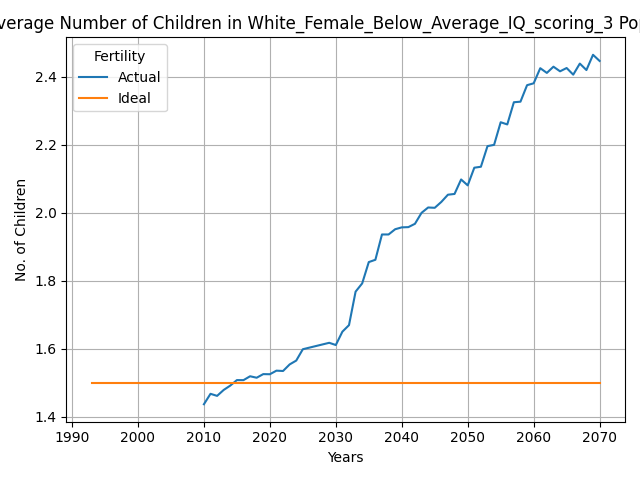 verage Number of Children in White_Female_Below_Average_IQ_scoring_3 Pop
Fertility
Actual
Ideal
No. of Children
2.4
2.2
2.0
1.8
1.6
1.4
1990 2000 2010 2020 2030 2040 2050 2060 2070
Years